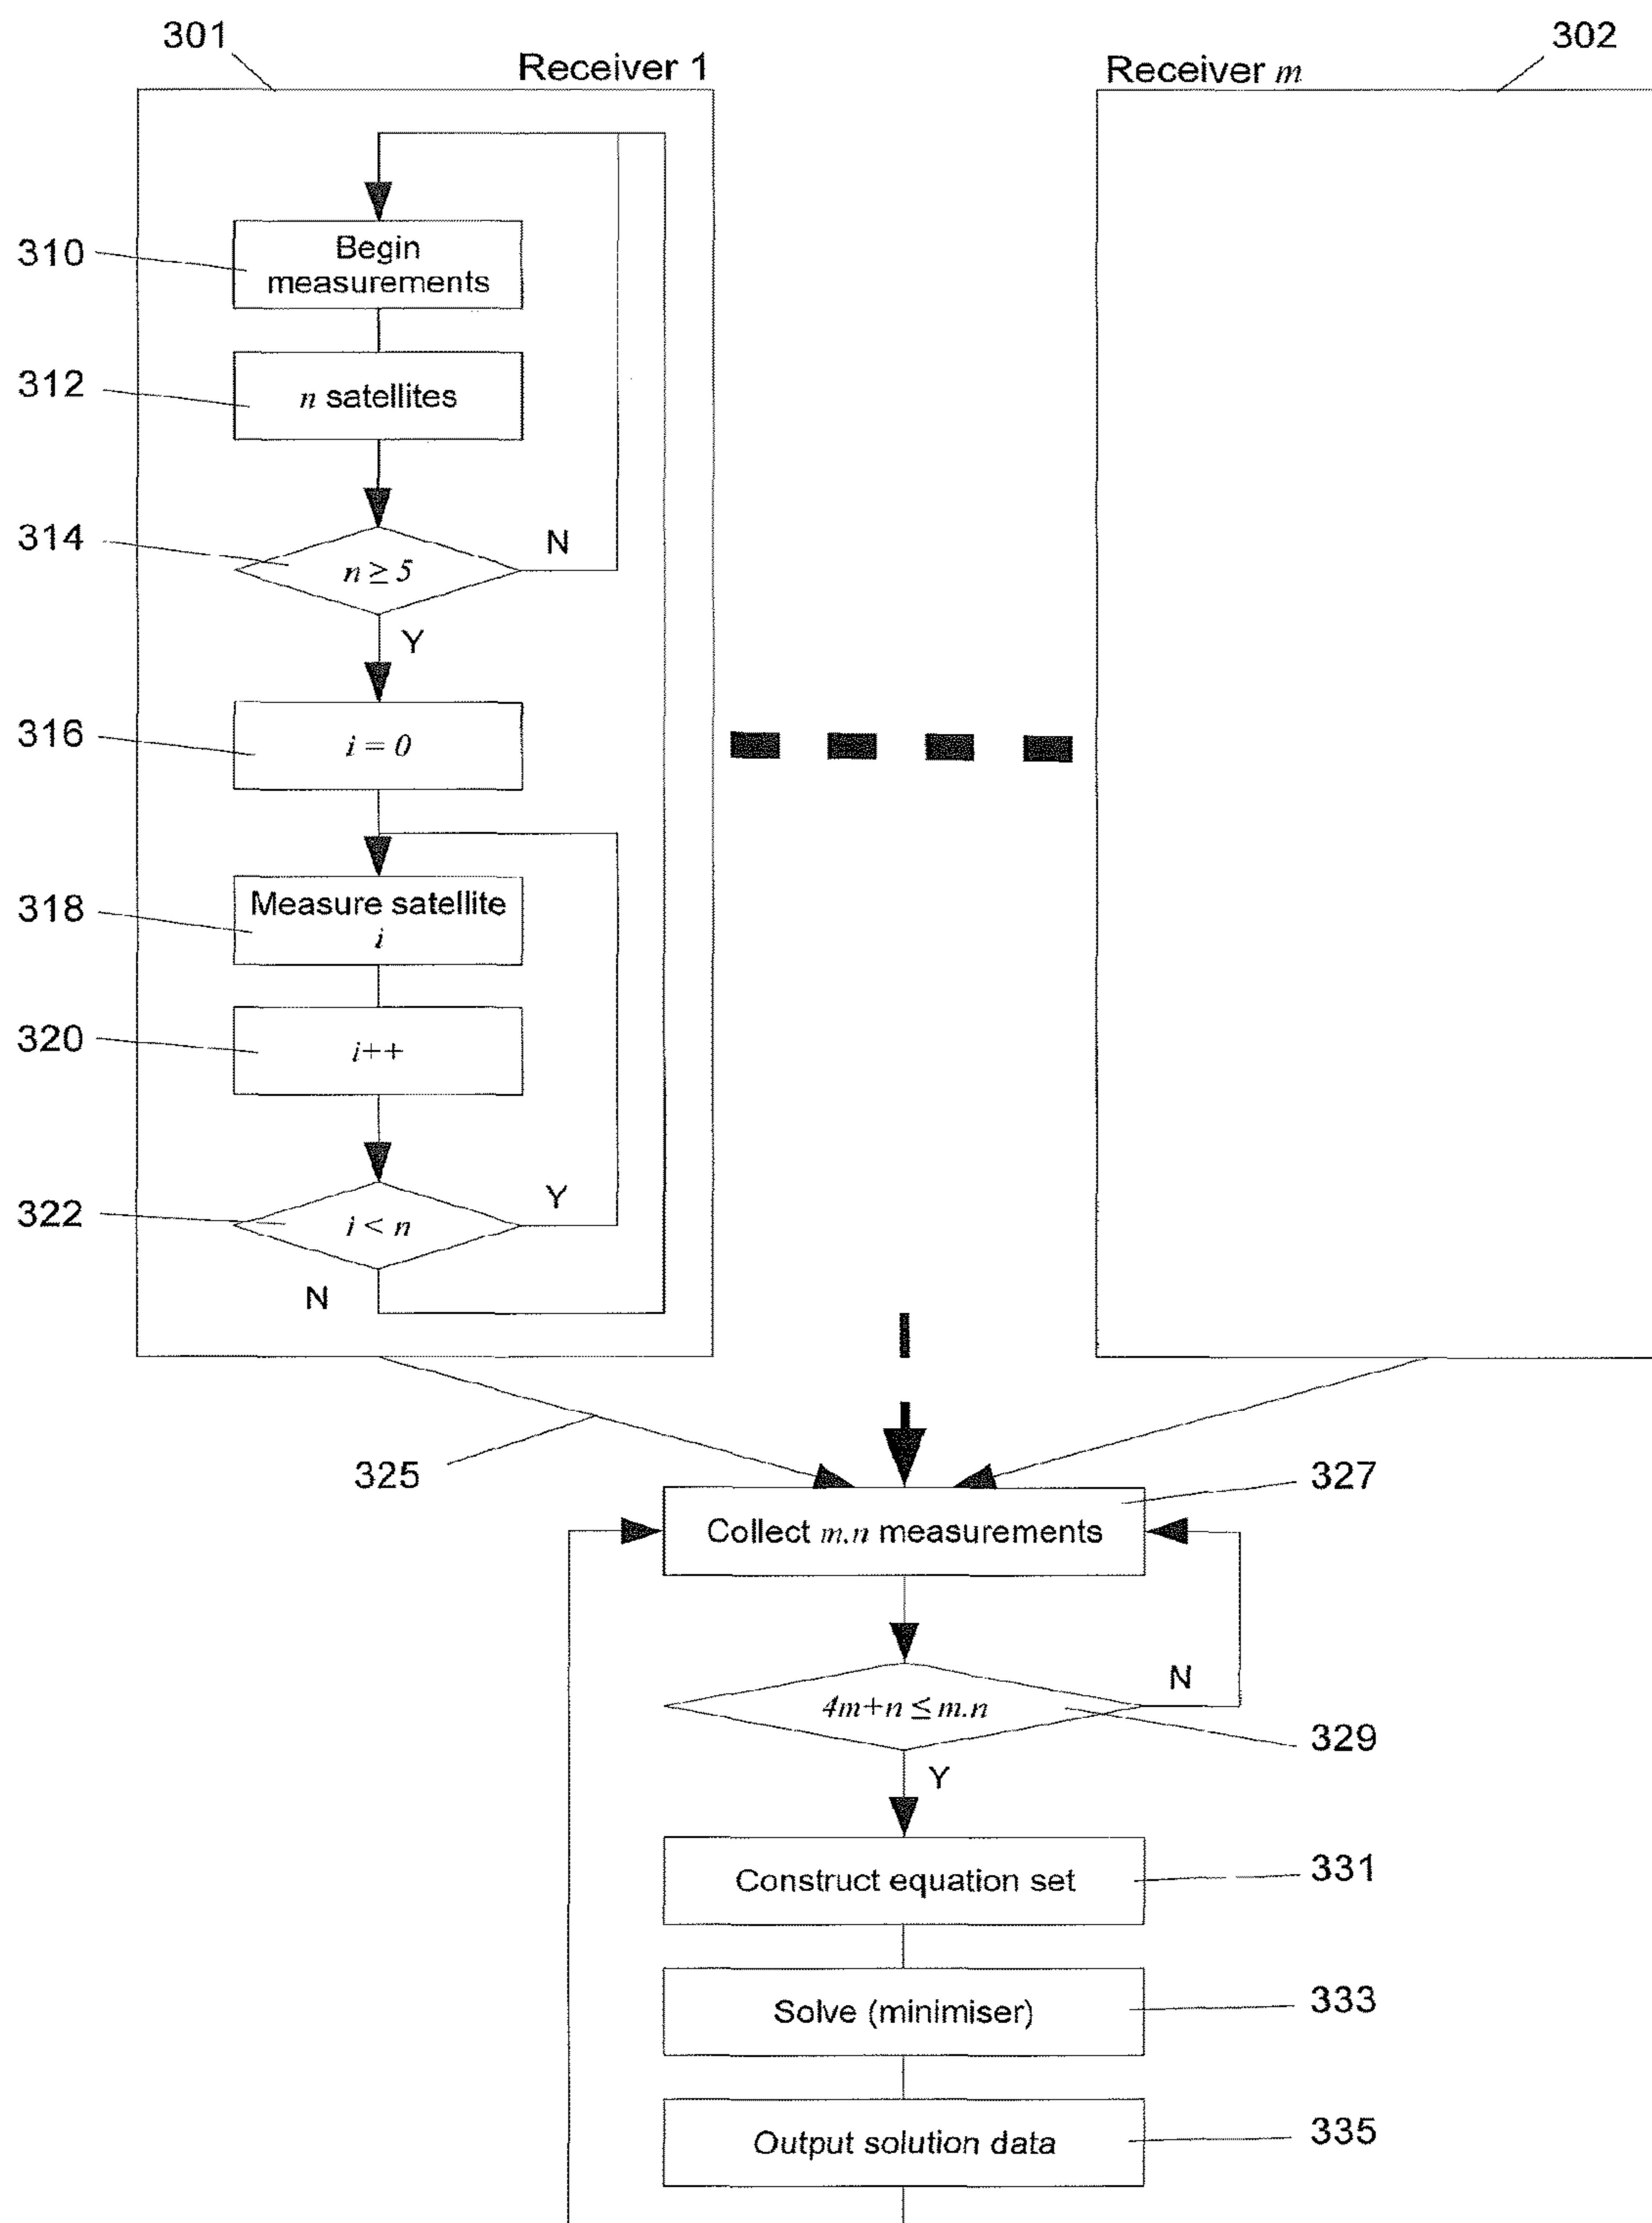 301
302
Receiver 1
Receiver m
310
Begin
measurements
312
n satellites
314
n ≥ 5
N
Y
316
i = 0
318
Measure satellite
i
320
i++
322
i < n
Y
N
325
327
Collect m.n measurements
4m+n ≤ m.n
N
329
Y
Construct equation set
331
Solve (minimiser)
333
Output solution data
335